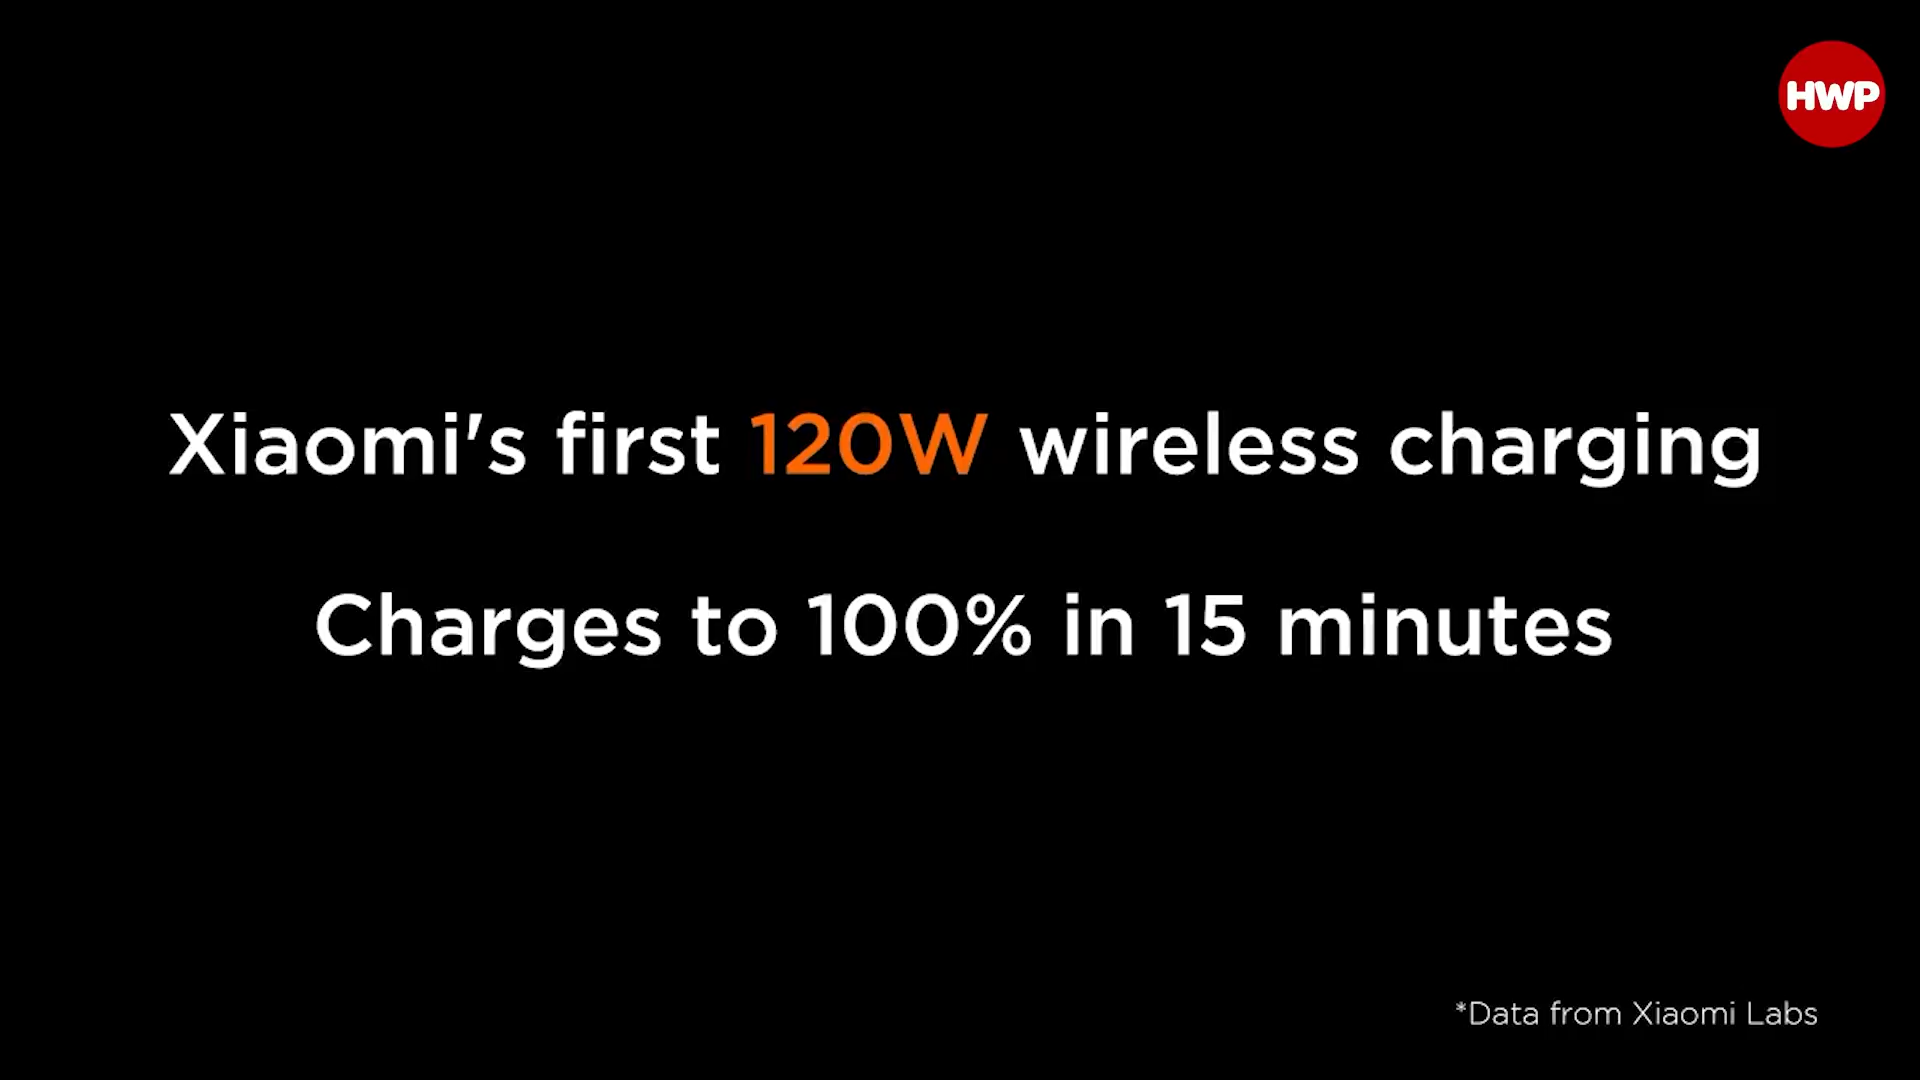 HWP
Xiaomi's first 120W wireless charging
Charges to 100% in 15 minutes
*Data from Xiaomi Labs